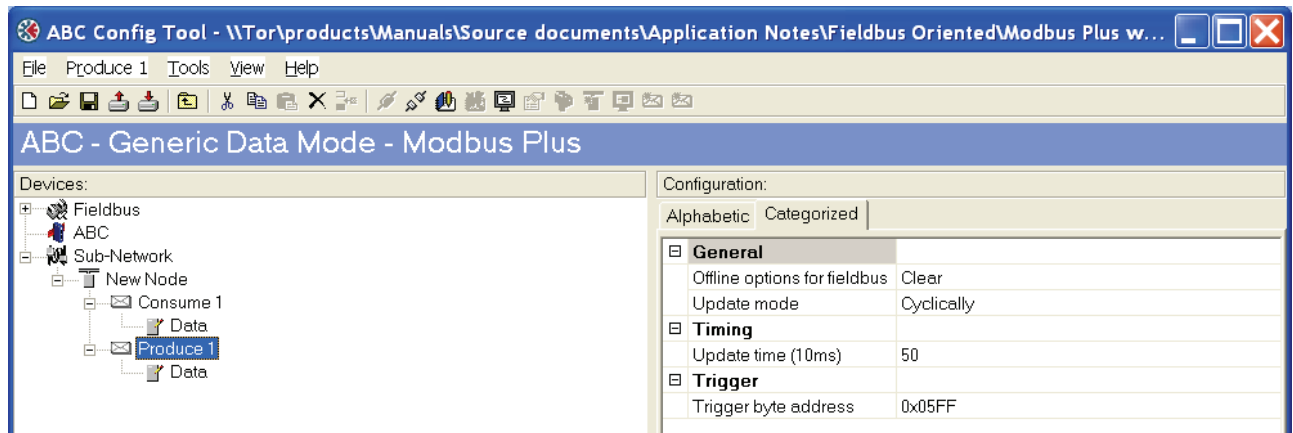 ABC Config Tool - \\Tor\products\Manuals\Source documents\Application Notes\Fieldbus Oriented\Modbus Plus w...
File Produce 1 Tools View Help
ABC - Generic Data Mode - Modbus Plus
Devices:
Fieldbus
ABC
Sub-Network
New Node
Consume 1
Data
Produce 1
Data
Configuration:
Alphabetic Categorized
General
Offline options for fieldbus Clear
Update mode Cyclically
Timing
Update time (10ms) 50
Trigger
Trigger byte address 0x05FF